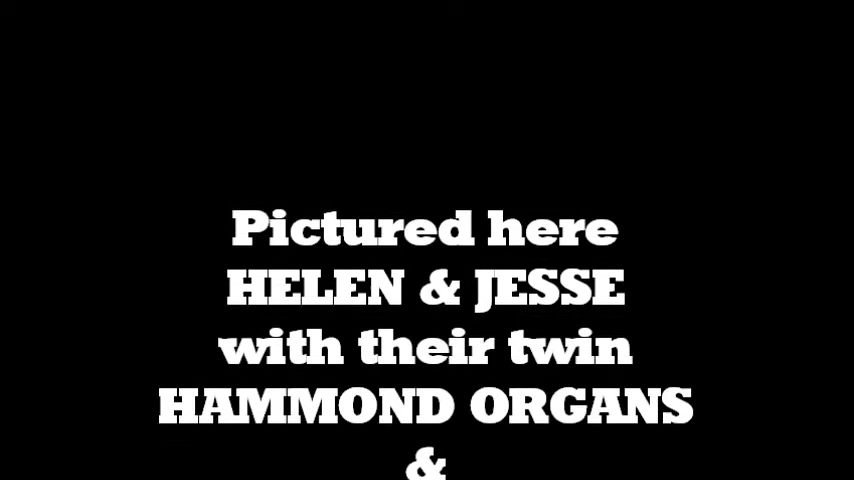 Pictured here
HELEN & JESSE
with their twin
HAMMOND ORGANS
&